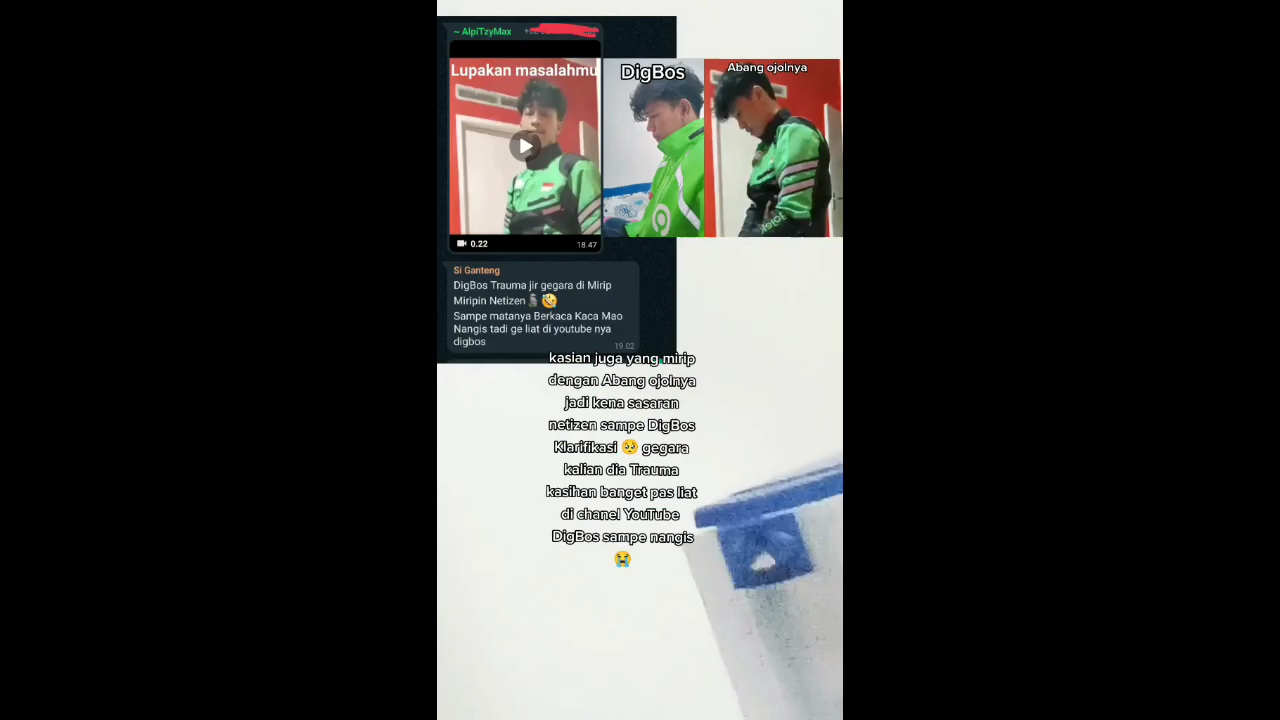 ~ AlpiTzyMax
Lupakan masalahmu
DigBos
Abang ojolnya
0.22
18.47
Si Ganteng
DigBos Trauma jir gegara di Mirip
Miripin Netizen🗿🤣
Sampe matanya Berkaca Kaca Mao
Nangis tadi ge liat di youtube nya
digbos
19.02
kasian juga yang mirip
dengan Abang ojolnya
jadi kena sasaran
netizen sampe DigBos
Klarifikasi 🥺 gegara
kalian dia Trauma
kasihan banget pas liat
di chanel YouTube
DigBos sampe nangis
😭